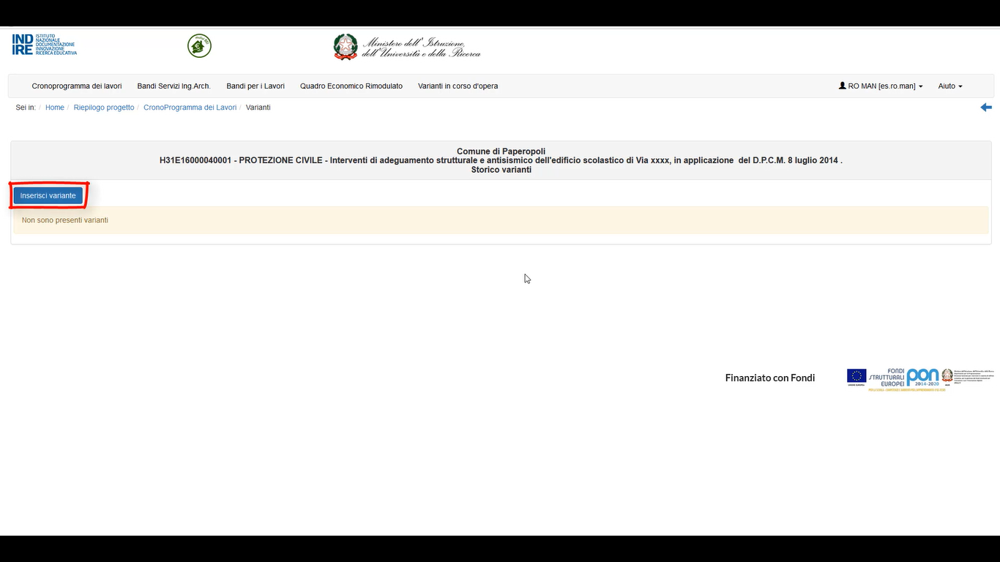 IND IRE
ISTITUTO
NAZIONALE
DOCUMENTAZIONE
INNOVAZIONE
RICERCA EDUCATIVA
Ministero dell' Istruzione,
dell'Università e della Ricerca
Cronoprogramma dei lavori Bandi Servizi Ing.Arch. Bandi per i Lavori Quadro Economico Rimodulato Varianti in corso d'opera RO MAN [es.ro.man] Aiuto
Sei in: / Home / Riepilogo progetto / CronoProgramma dei Lavori / Varianti
Comune di Paperopoli
H31E16000040001 - PROTEZIONE CIVILE - Interventi di adeguamento strutturale e antisismico dell'edificio scolastico di Via xxxx, in applicazione del D.P.C.M. 8 luglio 2014 .
Storico varianti
Inserisci variante
Non sono presenti varianti
Finanziato con Fondi
FONDI
STRUTTURALI
EUROPEI
pon
2014-2020
UNIONE EUROPEA